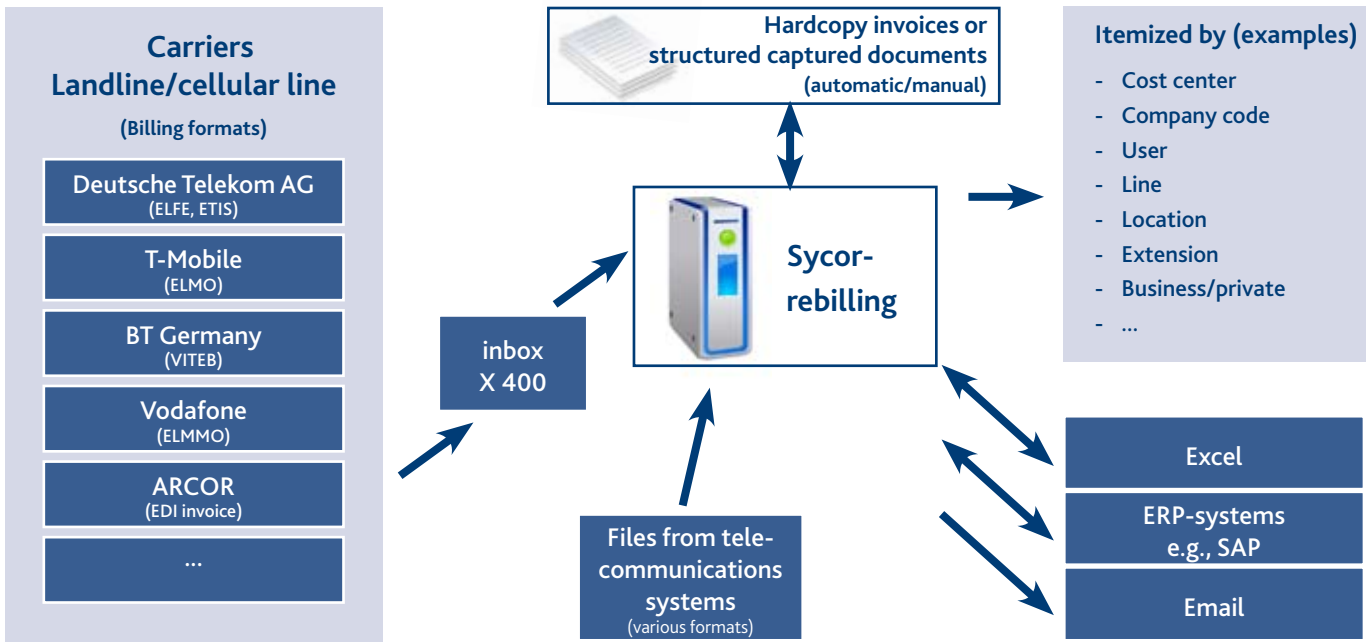 Carriers
Landline/cellular line
(Billing formats)
Deutsche Telekom AG
(ELFE, ETIS)
T-Mobile
(ELMO)
BT Germany
(VITEB)
Vodafone
(ELMMO)
ARCOR
(EDI invoice)
...
inbox
X 400
Hardcopy invoices or
structured captured documents
(automatic/manual)
Sycor-
rebilling
Files from tele-
communications
systems
(various formats)
Itemized by (examples)
- Cost center
- Company code
- User
- Line
- Location
- Extension
- Business/private
- ...
Excel
ERP-systems
e.g., SAP
Email